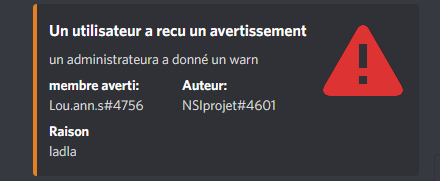 Un utilisateur a recu un avertissement
un administrateura a donné un warn
membre averti: Auteur:
Lou.ann.s#4756 NSIprojet#4601
Raison
ladla